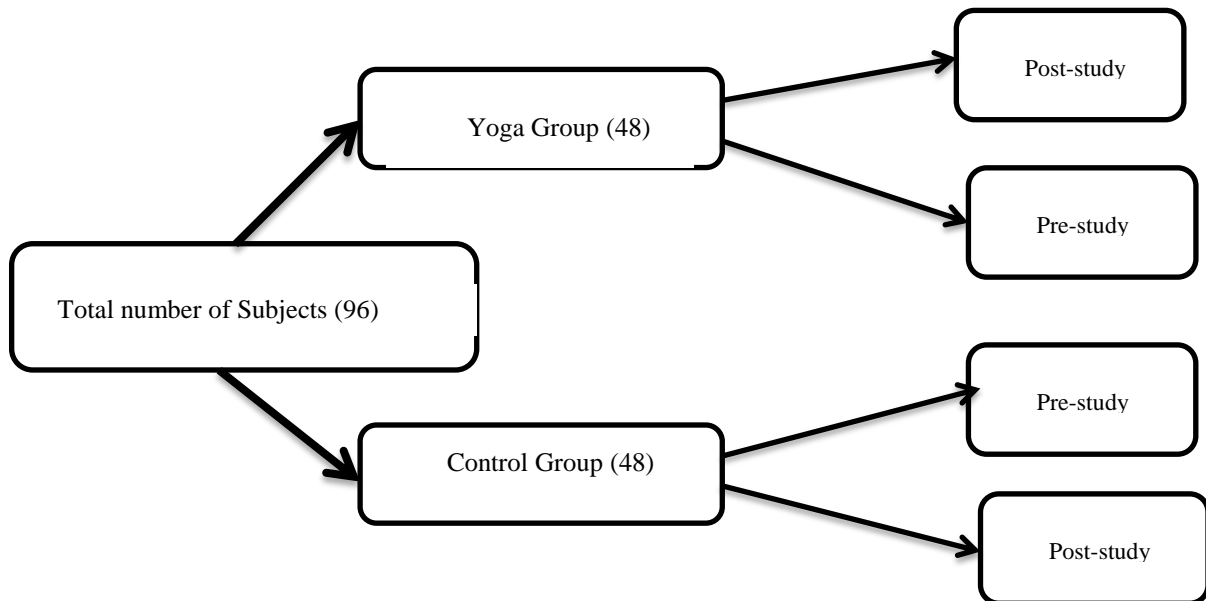 Post-study
Yoga Group (48)
Pre-study
Total number of Subjects (96)
Pre-study
Control Group (48)
Post-study